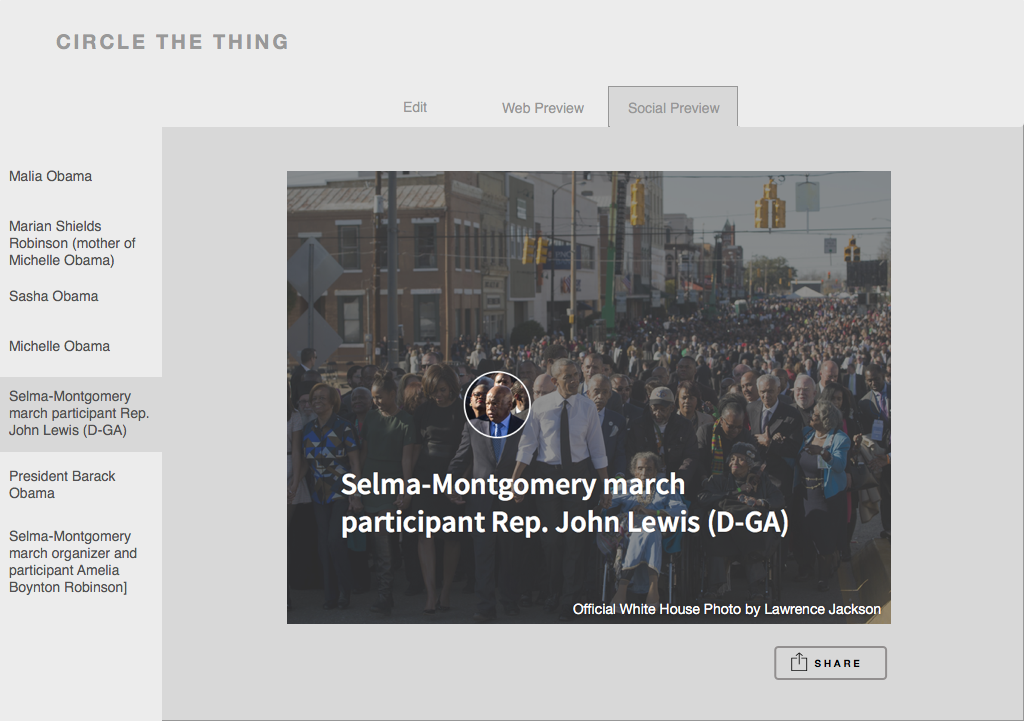 CIRCLE THE THING
Edit
Web Preview
Social Preview
Malia Obama
Marian Shields
Robinson (mother of
Michelle Obama)
Sasha Obama
Michelle Obama
Selma-Montgomery
march participant Rep.
John Lewis (D-GA)
President Barack
Obama
Selma-Montgomery
march organizer and
participant Amelia
Boynton Robinson]
Selma-Montgomery march
participant Rep. John Lewis (D-GA)
Official White House Photo by Lawrence Jackson
SHARE